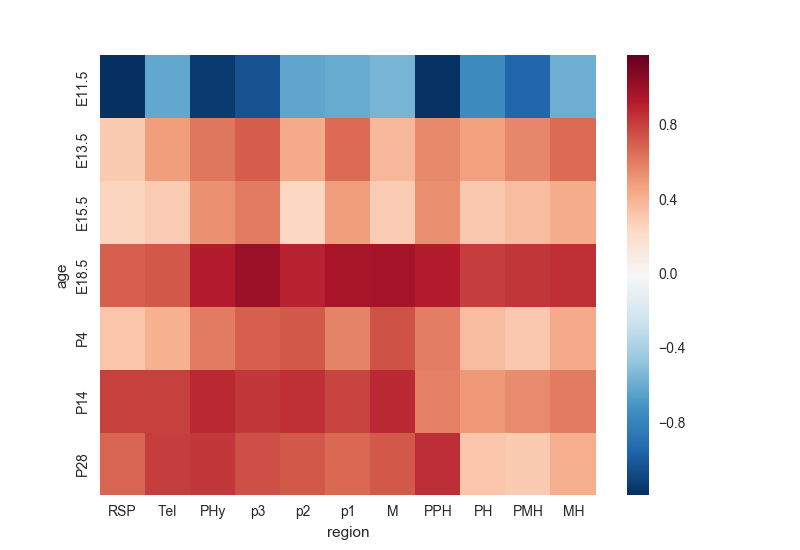 E11.5
E13.5
E15.5
E18.5
P4
P14
P28
age
RSP Tel PHy p3 p2 p1 M PPH PH PMH MH
region
0.8
0.4
0.0
−0.4
−0.8